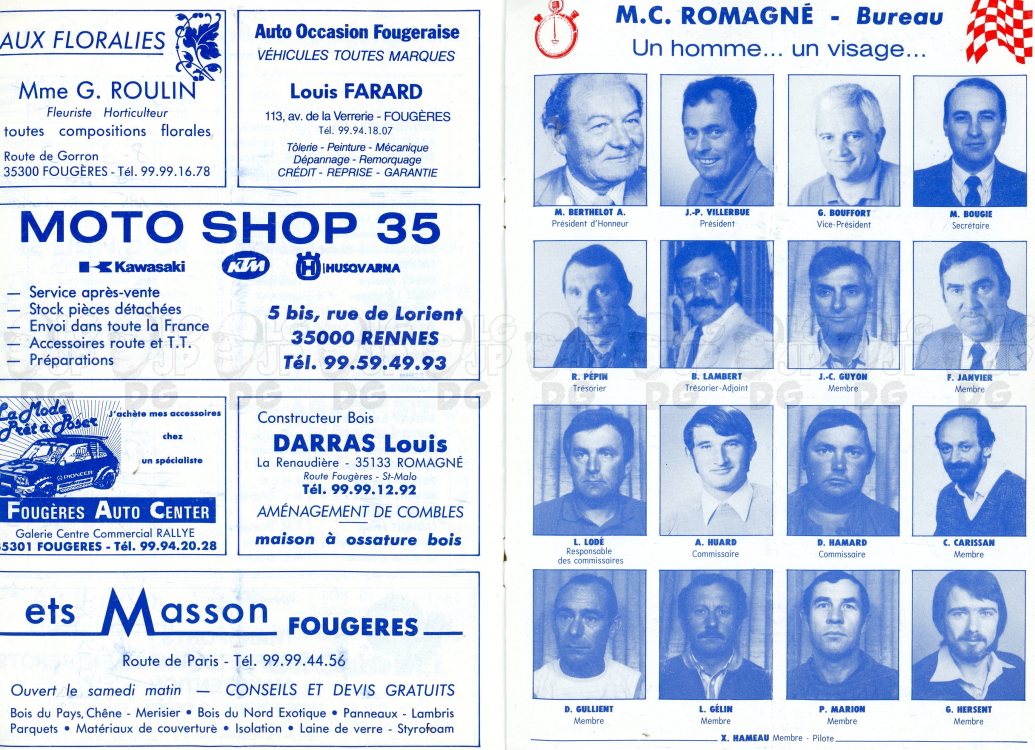 AUX FLORALIES
Mme G. ROULIN
Fleuriste Horticulteur
toutes compositions florales
Route de Gorron
35300 FOUGÈRES - Tél. 99.99.16.78
Auto Occasion Fougeraise
VÉHICULES TOUTES MARQUES
Louis FARARD
113, av. de la Verrerie - FOUGÈRES
Tél. 99.94.18.07
Tôlerie - Peinture - Mécanique
Dépannage - Remorquage
CRÉDIT - REPRISE - GARANTIE
MOTO SHOP 35
Kawasaki
KTM
HUSQVARNA
— Service après-vente
— Stock pièces détachées
— Envoi dans toute la France
— Accessoires route et T.T.
— Préparations
5 bis, rue de Lorient
35000 RENNES
Tél. 99.59.49.93
La Mode
Prêt à Poser
J'achète mes accessoires
chez
un spécialiste
PIONEER
FOUGÈRES AUTO CENTER
Galerie Centre Commercial RALLYE
35301 FOUGERES - Tél. 99.94.20.28
Constructeur Bois
DARRAS Louis
La Renaudière - 35133 ROMAGNÉ
Route Fougères - St-Malo
Tél. 99.99.12.92
AMÉNAGEMENT DE COMBLES
maison à ossature bois
ets Masson FOUGERES
Route de Paris - Tél. 99.99.44.56
Ouvert le samedi matin — CONSEILS ET DEVIS GRATUITS
Bois du Pays, Chêne - Merisier • Bois du Nord Exotique • Panneaux - Lambris
Parquets • Matériaux de couverture • Isolation • Laine de verre - Styrofoam
M.C. ROMAGNÉ - Bureau
Un homme... un visage...
M. BERTHELOT A.
Président d'Honneur
J.-P. VILLERBUE
Président
G. BOUFFORT
Vice-Président
M. BOUGIE
Secrétaire
R. PÉPIN
Trésorier
B. LAMBERT
Trésorier-Adjoint
J.-C. GUYON
Membre
F. JANVIER
Membre
L. LODÉ
Responsable
des commissaires
A. HUARD
Commissaire
D. HAMARD
Commissaire
C. CARISSAN
Membre
D. GULLIENT
Membre
L. GÉLIN
Membre
P. MARION
Membre
G. HERSENT
Membre
X. HAMEAU Membre - Pilote